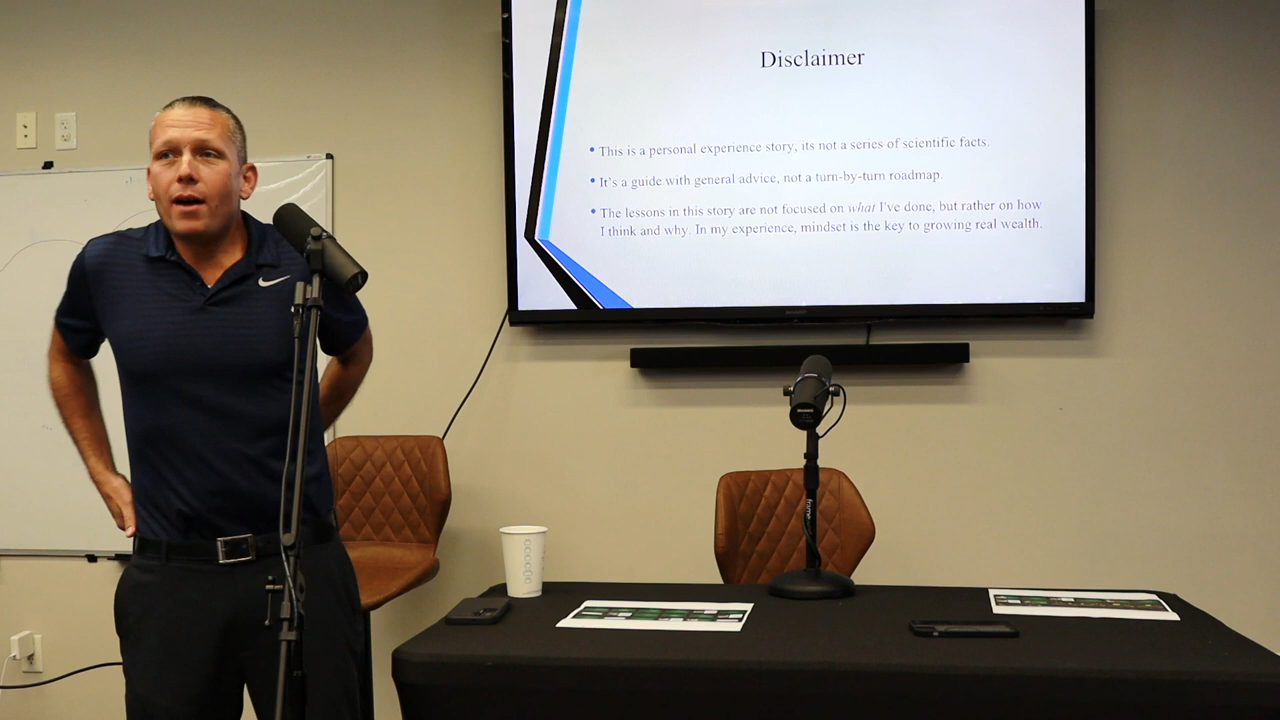 Disclaimer
• This is a personal experience story, its not a series of scientific facts.
• It's a guide with general advice, not a turn-by-turn roadmap.
• The lessons in this story are not focused on what I've done, but rather on how
I think and why. In my experience, mindset is the key to growing real wealth.
SHARP
frame